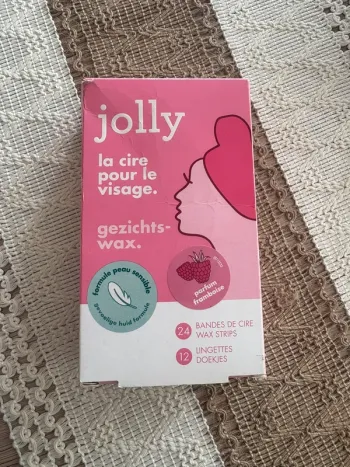 jolly
la cire
pour le
visage.
gezichts-
wax.
formule peau sensible
gevoelige huid formule
parfum
framboise
24 BANDES DE CIRE
WAX STRIPS
12 LINGETTES
DOEKJES